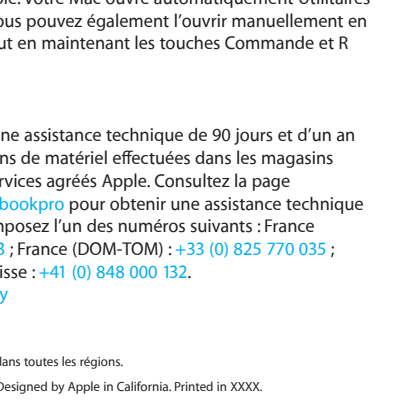 ole. Votre Mac ouvre automatiquement Utilitaires
ous pouvez également l’ouvrir manuellement en
ut en maintenant les touches Commande et R
ne assistance technique de 90 jours et d’un an
ns de matériel effectuées dans les magasins
rvices agréés Apple. Consultez la page
bookpro pour obtenir une assistance technique
mposez l’un des numéros suivants : France
3 ; France (DOM-TOM) : +33 (0) 825 770 035 ;
isse : +41 (0) 848 000 132.
y
dans toutes les régions.
Designed by Apple in California. Printed in XXXX.